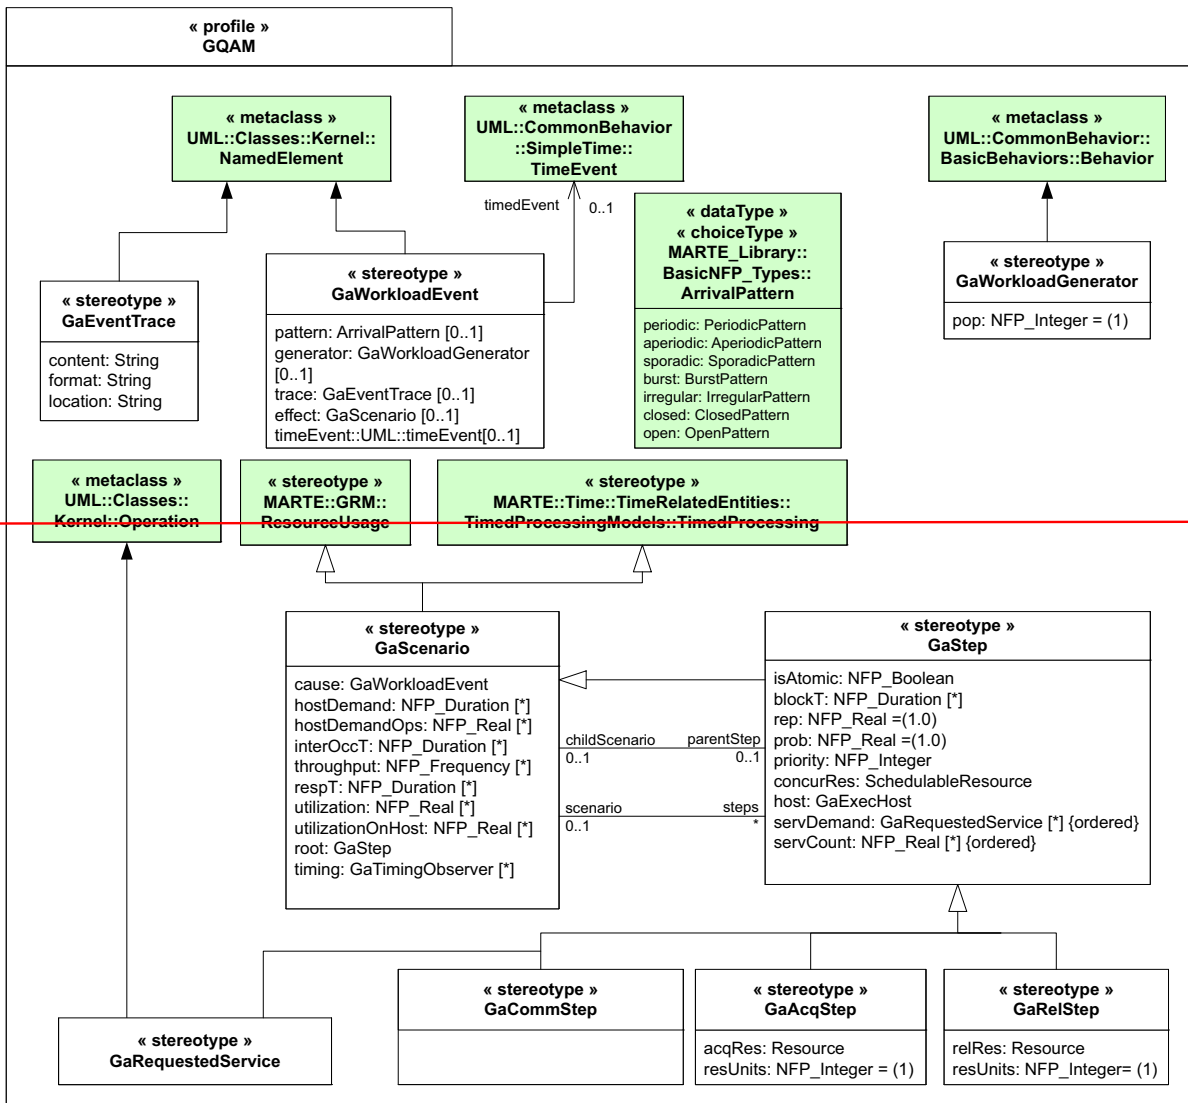 « profile »
GQAM
« metaclass »
UML::Classes::Kernel::
NamedElement
« metaclass »
UML::CommonBehavior
::SimpleTime::
TimeEvent
« metaclass »
UML::CommonBehavior::
BasicBehaviors::Behavior
timedEvent
0..1
« dataType »
« choiceType »
MARTE_Library::
BasicNFP_Types::
ArrivalPattern
periodic: PeriodicPattern
aperiodic: AperiodicPattern
sporadic: SporadicPattern
burst: BurstPattern
irregular: IrregularPattern
closed: ClosedPattern
open: OpenPattern
« stereotype »
GaWorkloadGenerator
pop: NFP_Integer = (1)
« stereotype »
GaEventTrace
content: String
format: String
location: String
« stereotype »
GaWorkloadEvent
pattern: ArrivalPattern [0..1]
generator: GaWorkloadGenerator
[0..1]
trace: GaEventTrace [0..1]
effect: GaScenario [0..1]
timeEvent::UML::timeEvent[0..1]
« metaclass »
UML::Classes::
Kernel::Operation
« stereotype »
MARTE::GRM::
ResourceUsage
« stereotype »
MARTE::Time::TimeRelatedEntities::
TimedProcessingModels::TimedProcessing
« stereotype »
GaScenario
cause: GaWorkloadEvent
hostDemand: NFP_Duration [*]
hostDemandOps: NFP_Real [*]
interOccT: NFP_Duration [*]
throughput: NFP_Frequency [*]
respT: NFP_Duration [*]
utilization: NFP_Real [*]
utilizationOnHost: NFP_Real [*]
root: GaStep
timing: GaTimingObserver [*]
childScenario
0..1
parentStep
0..1
scenario
0..1
steps
*
« stereotype »
GaStep
isAtomic: NFP_Boolean
blockT: NFP_Duration [*]
rep: NFP_Real =(1.0)
prob: NFP_Real =(1.0)
priority: NFP_Integer
concurRes: SchedulableResource
host: GaExecHost
servDemand: GaRequestedService [*] {ordered}
servCount: NFP_Real [*] {ordered}
« stereotype »
GaRequestedService
« stereotype »
GaCommStep
« stereotype »
GaAcqStep
acqRes: Resource
resUnits: NFP_Integer = (1)
« stereotype »
GaRelStep
relRes: Resource
resUnits: NFP_Integer= (1)